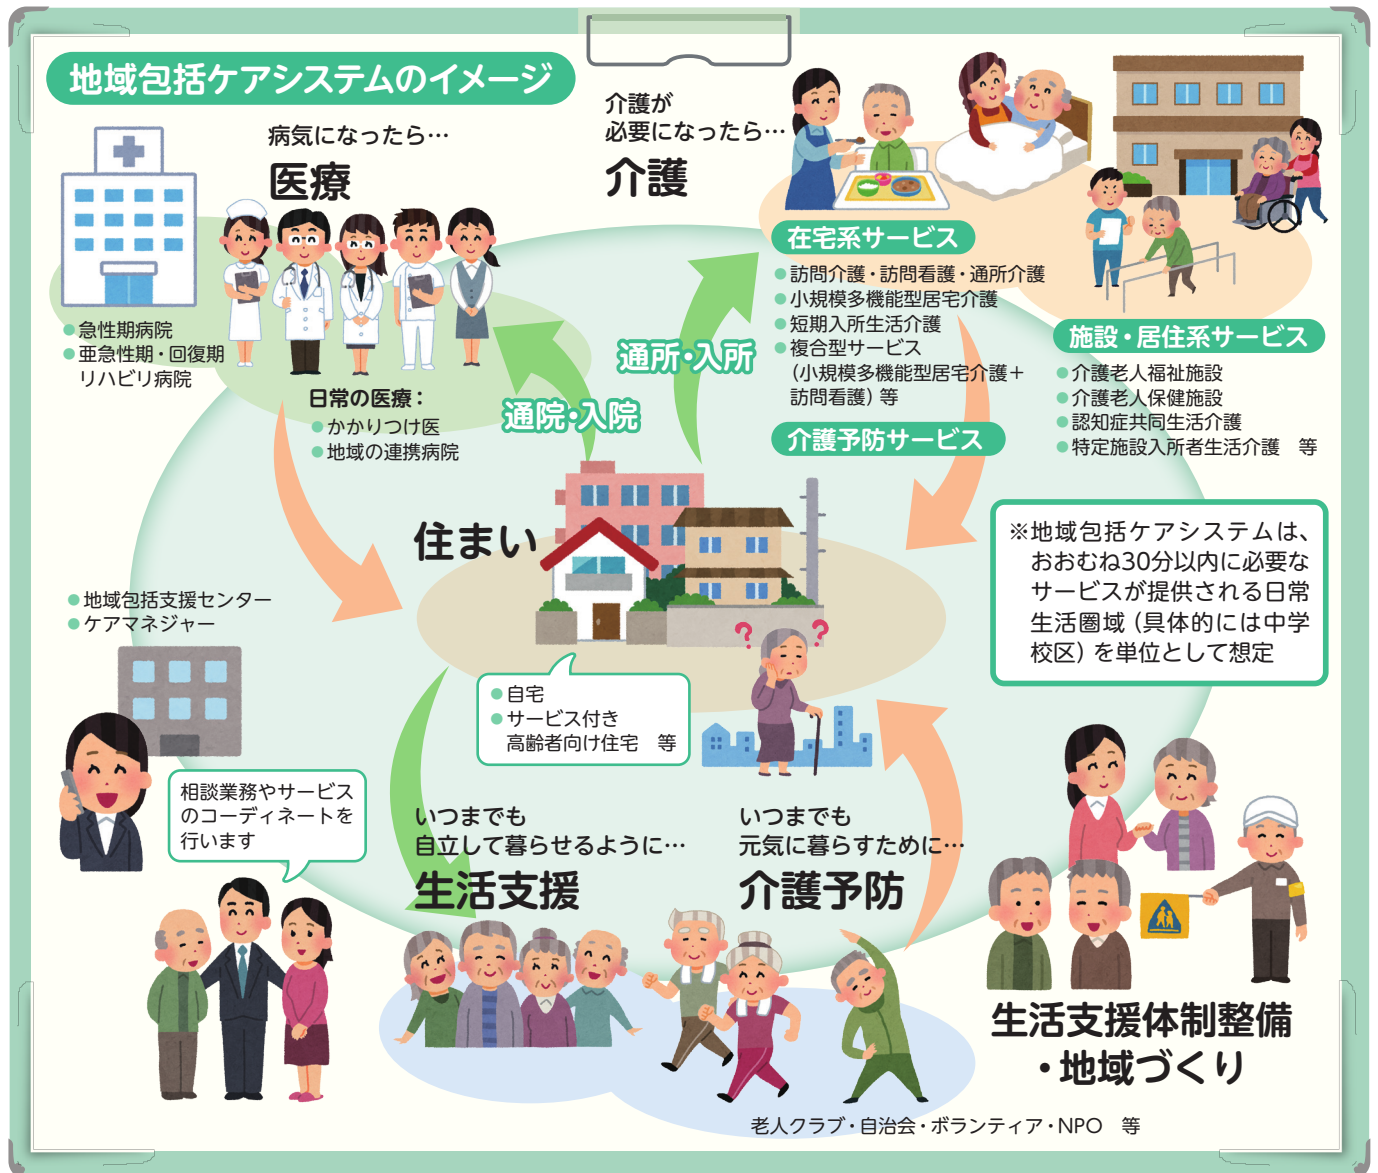 地域包括ケアシステムのイメージ
病気になったら…
医療
急性期病院
亜急性期・回復期
リハビリ病院
日常の医療：
かかりつけ医
地域の連携病院
通院・入院
介護が
必要になったら…
介護
通所・入所
在宅系サービス
訪問介護・訪問看護・通所介護
小規模多機能型居宅介護
短期入所生活介護
複合型サービス
（小規模多機能型居宅介護＋
訪問看護）等
介護予防サービス
施設・居住系サービス
介護老人福祉施設
介護老人保健施設
認知症共同生活介護
特定施設入所者生活介護　等
住まい
自宅
サービス付き
高齢者向け住宅　等
※地域包括ケアシステムは、
おおむね30分以内に必要な
サービスが提供される日常
生活圏域（具体的には中学
校区）を単位として想定
地域包括支援センター
ケアマネジャー
相談業務やサービス
のコーディネートを
行います
いつまでも
自立して暮らせるように…
生活支援
いつまでも
元気に暮らすために…
介護予防
生活支援体制整備
・地域づくり
老人クラブ・自治会・ボランティア・NPO　等